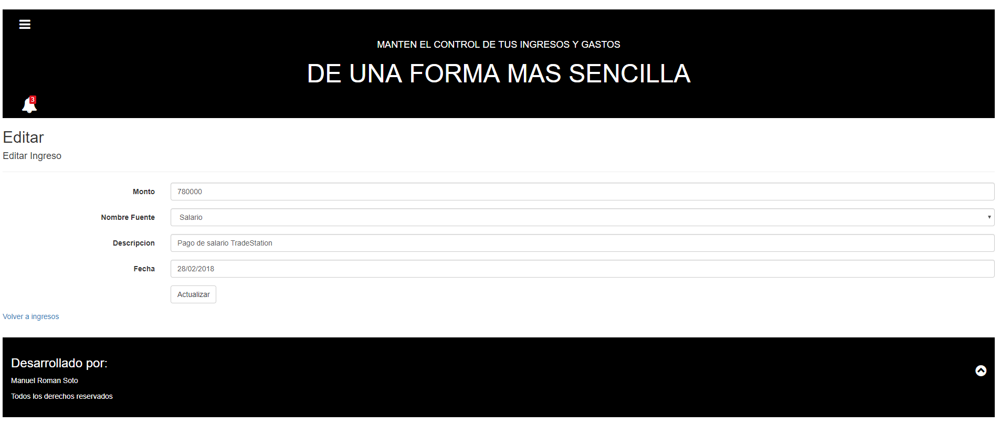 MANTEN EL CONTROL DE TUS INGRESOS Y GASTOS
DE UNA FORMA MAS SENCILLA
3
Editar
Editar Ingreso
Monto 780000
Nombre Fuente Salario
Descripcion Pago de salario TradeStation
Fecha 28/02/2018
Actualizar
Volver a ingresos
Desarrollado por:
Manuel Roman Soto
Todos los derechos reservados